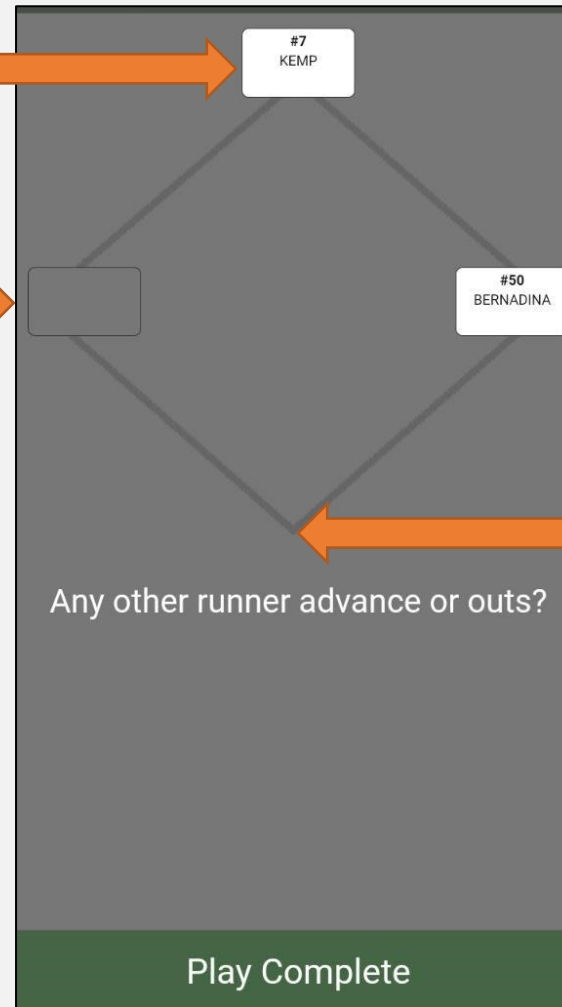 #7
KEMP
#50
BERNADINA
Any other runner advance or outs?
Play Complete